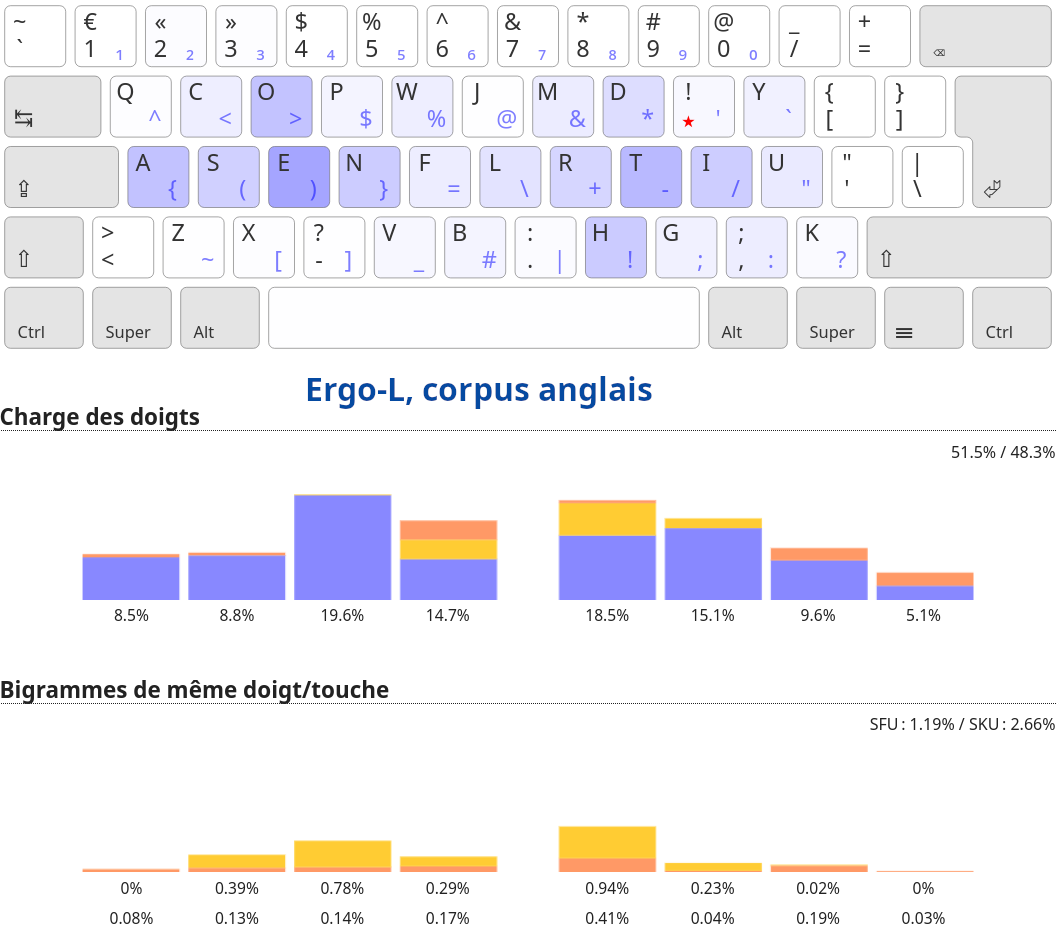 ~ € « » $ % ^ & * # @ _ +
` 1 1 2 2 3 3 4 4 5 5 6 6 7 7 8 8 9 9 0 0 / =
Q C O P W J M D ! Y { }
^ < > $ % @ & * ★ ' ` [ ]
A S E N F L R T I U " |
{ ( ) } = \ + - / " ' \
> Z X ? V B : H G ; K
< ~ [ - ] _ # . | ! ; , : ?
Ctrl Super Alt Alt Super Ctrl
Ergo-L, corpus anglais
Charge des doigts
51.5% / 48.3%
8.5% 8.8% 19.6% 14.7% 18.5% 15.1% 9.6% 5.1%
Bigrammes de même doigt/touche
SFU : 1.19% / SKU : 2.66%
0% 0.39% 0.78% 0.29% 0.94% 0.23% 0.02% 0%
0.08% 0.13% 0.14% 0.17% 0.41% 0.04% 0.19% 0.03%